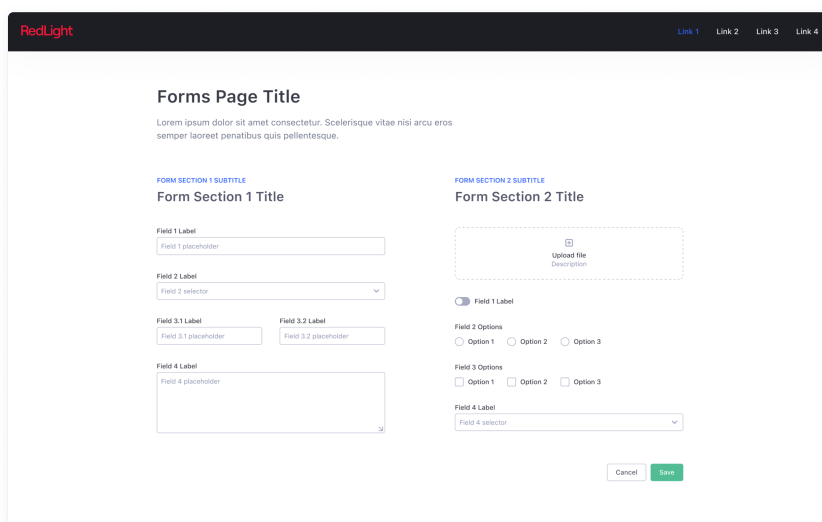 RedLight
Link 1 Link 2 Link 3 Link 4
Forms Page Title
Lorem ipsum dolor sit amet consectetur. Scelerisque vitae nisi arcu eros
semper laoreet penatibus quis pellentesque.
FORM SECTION 1 SUBTITLE
Form Section 1 Title
Field 1 Label
Field 1 placeholder
Field 2 Label
Field 2 selector
Field 3.1 Label Field 3.2 Label
Field 3.1 placeholder Field 3.2 placeholder
Field 4 Label
Field 4 placeholder
FORM SECTION 2 SUBTITLE
Form Section 2 Title
Upload file
Description
Field 1 Label
Field 2 Options
Option 1 Option 2 Option 3
Field 3 Options
Option 1 Option 2 Option 3
Field 4 Label
Field 4 selector
Cancel Save